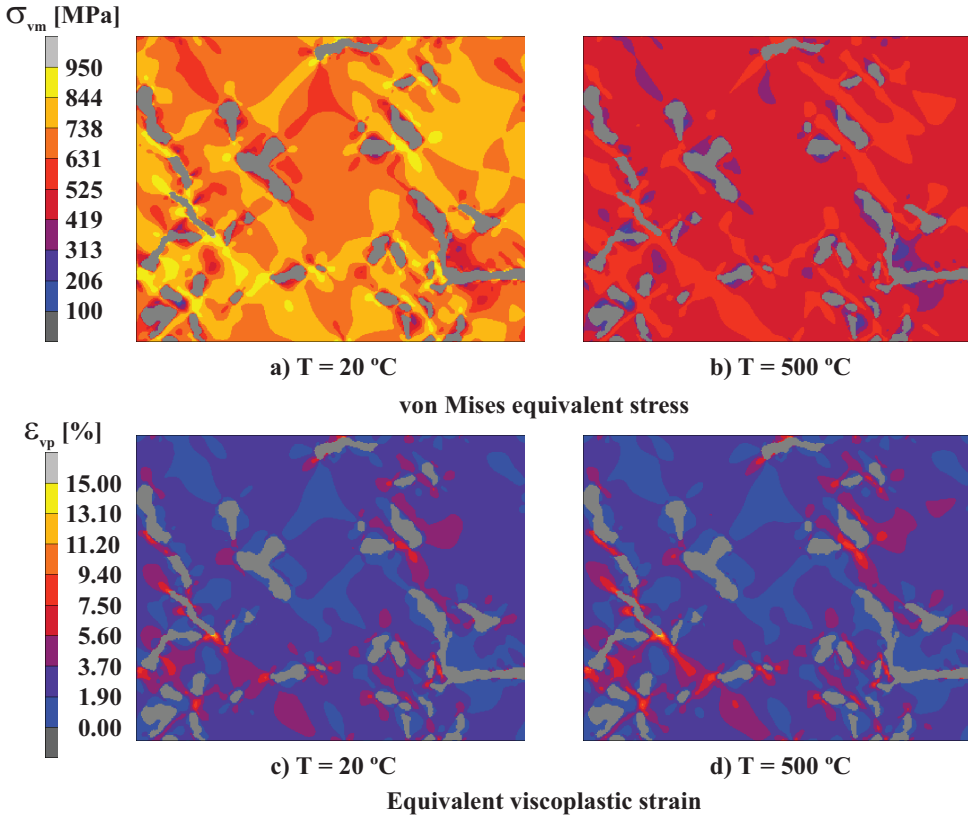 σvm [MPa]
950
844
738
631
525
419
313
206
100
a) T = 20 ºC
b) T = 500 ºC
von Mises equivalent stress
εvp [%]
15.00
13.10
11.20
9.40
7.50
5.60
3.70
1.90
0.00
c) T = 20 ºC
d) T = 500 ºC
Equivalent viscoplastic strain